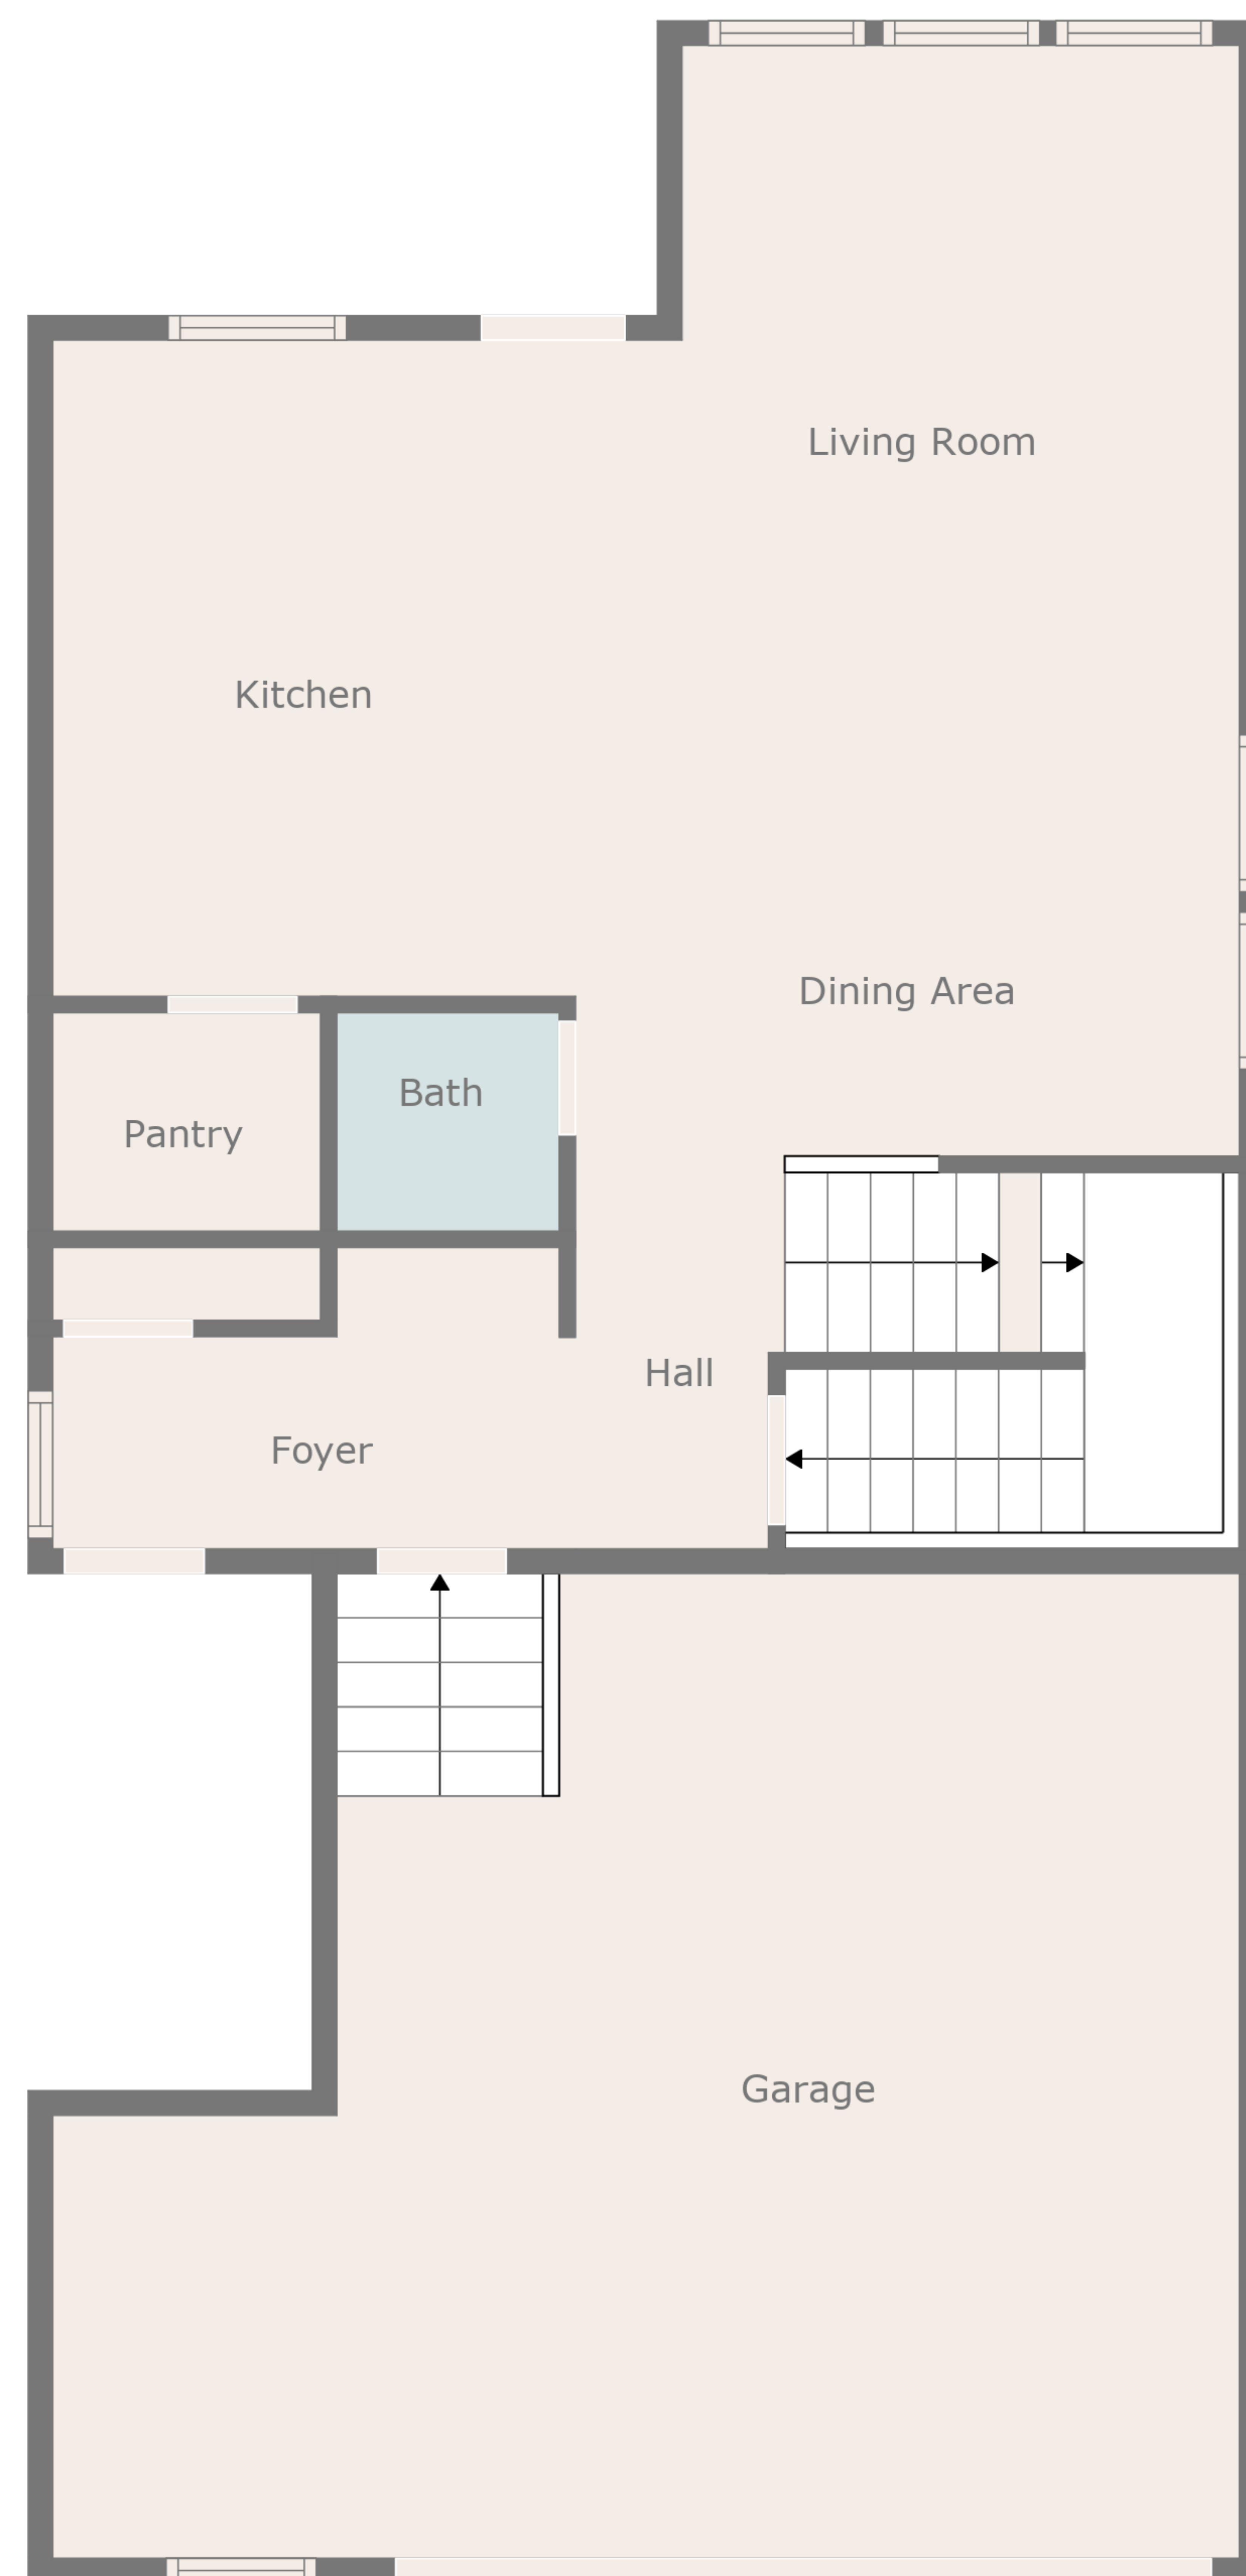 Living Room
Kitchen
Dining Area
Bath
Pantry
Hall
Foyer
Garage